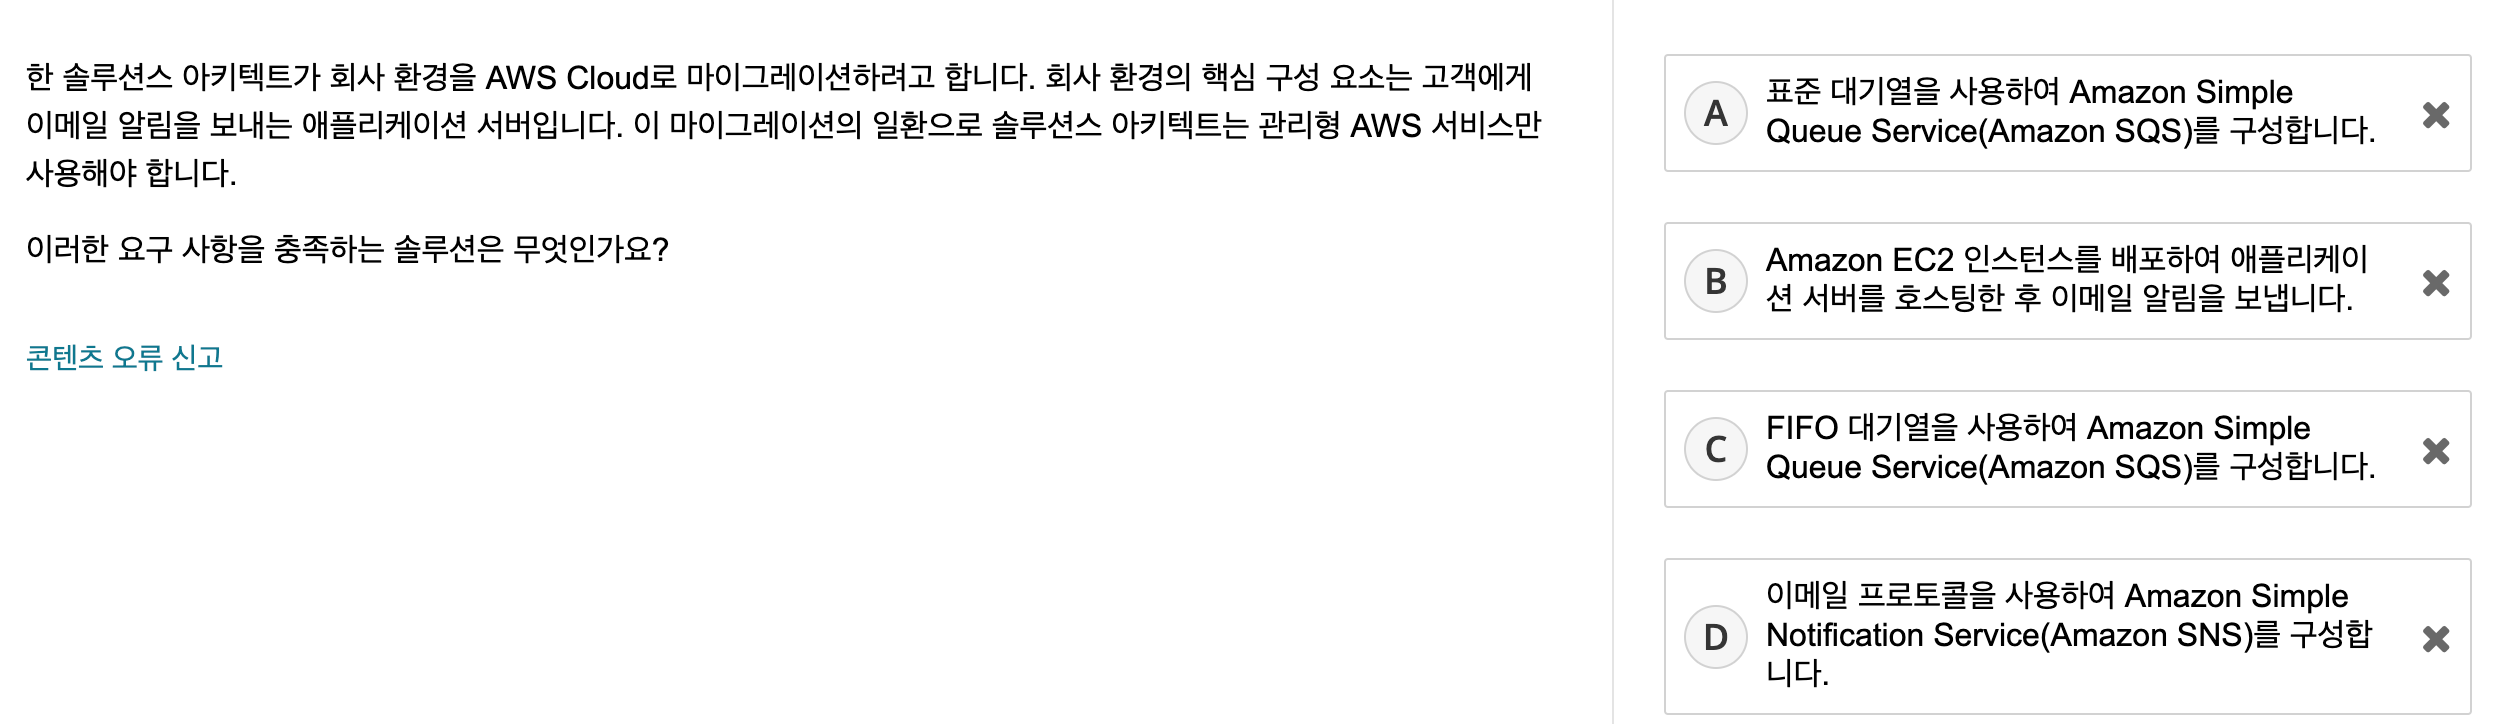 한 솔루션스 아키텍트가 회사 환경을 AWS Cloud로 마이그레이션하려고 합니다. 회사 환경의 핵심 구성 요소는 고객에게
이메일 알림을 보내는 애플리케이션 서버입니다. 이 마이그레이션의 일환으로 솔루션스 아키텍트는 관리형 AWS 서비스만
사용해야 합니다.
이러한 요구 사항을 충족하는 솔루션은 무엇인가요?
콘텐츠 오류 신고
A
표준 대기열을 사용하여 Amazon Simple
Queue Service(Amazon SQS)를 구성합니다.
B
Amazon EC2 인스턴스를 배포하여 애플리케이
션 서버를 호스팅한 후 이메일 알림을 보냅니다.
C
FIFO 대기열을 사용하여 Amazon Simple
Queue Service(Amazon SQS)를 구성합니다.
D
이메일 프로토콜을 사용하여 Amazon Simple
Notification Service(Amazon SNS)를 구성합
니다.